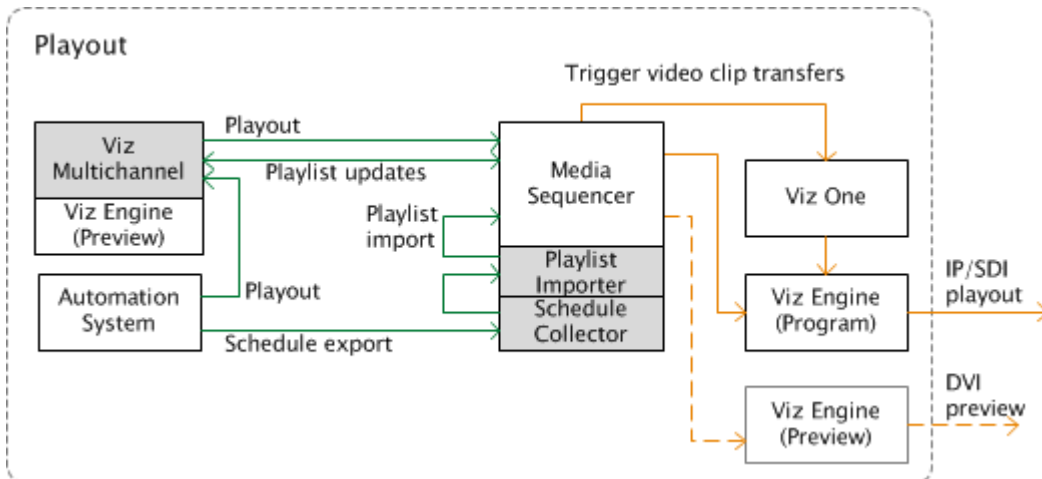 Playout
Trigger video clip transfers
Viz
Multichannel
Viz Engine
(Preview)
Playout
Playlist updates
Playlist
import
Media
Sequencer
Playlist
Importer
Schedule
Collector
Viz One
Automation
System
Playout
Schedule export
Viz Engine
(Program)
IP/SDI
playout
Viz Engine
(Preview)
DVI
preview